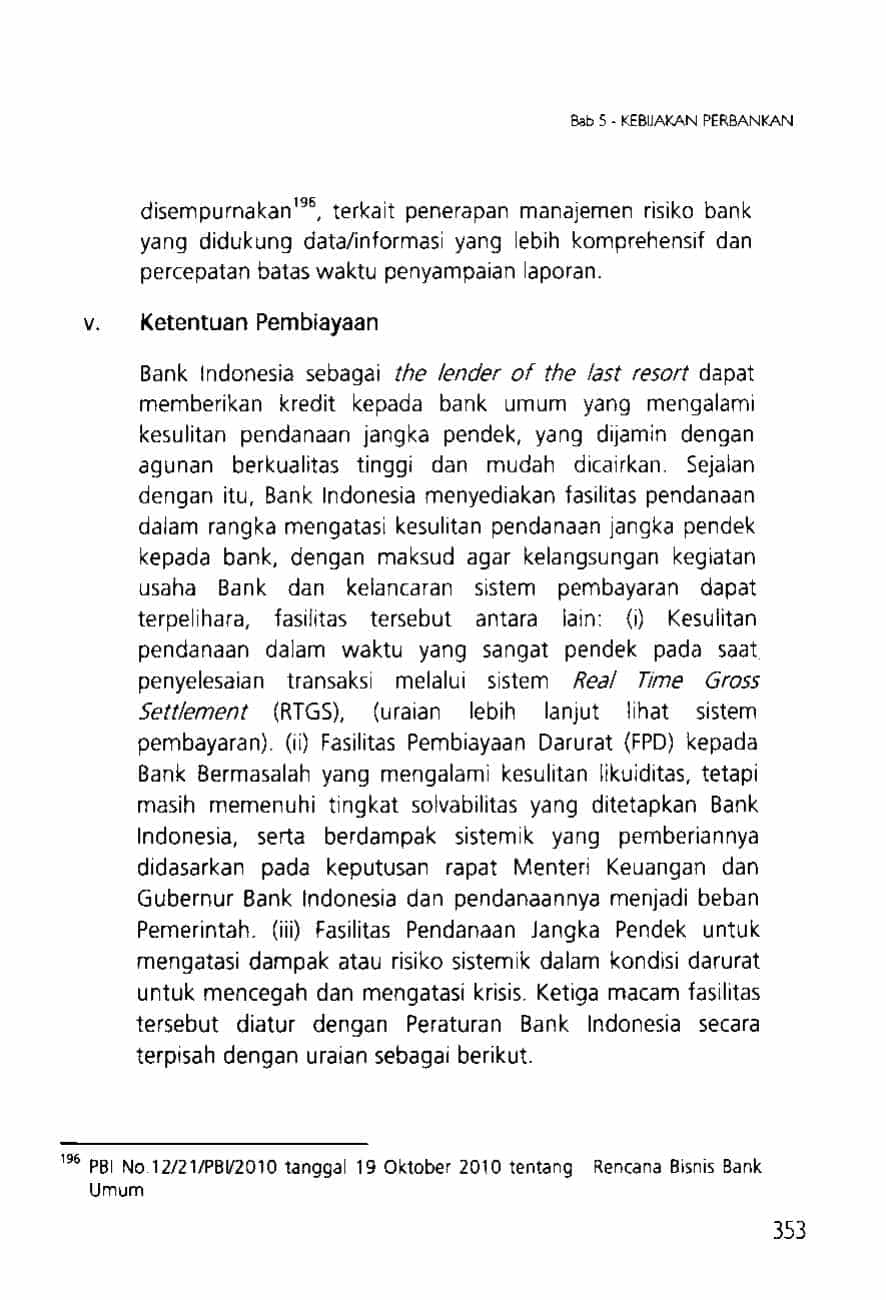 Bab 5 - KEBIJAKAN PERBANKAN
disempurnakan¹⁹⁶, terkait penerapan manajemen risiko bank
yang didukung data/informasi yang lebih komprehensif dan
percepatan batas waktu penyampaian laporan.
v. Ketentuan Pembiayaan
Bank Indonesia sebagai the lender of the last resort dapat
memberikan kredit kepada bank umum yang mengalami
kesulitan pendanaan jangka pendek, yang dijamin dengan
agunan berkualitas tinggi dan mudah dicairkan. Sejalan
dengan itu, Bank Indonesia menyediakan fasilitas pendanaan
dalam rangka mengatasi kesulitan pendanaan jangka pendek
kepada bank, dengan maksud agar kelangsungan kegiatan
usaha Bank dan kelancaran sistem pembayaran dapat
terpelihara, fasilitas tersebut antara lain: (i) Kesulitan
pendanaan dalam waktu yang sangat pendek pada saat
penyelesaian transaksi melalui sistem Real Time Gross
Settlement (RTGS), (uraian lebih lanjut lihat sistem
pembayaran). (ii) Fasilitas Pembiayaan Darurat (FPD) kepada
Bank Bermasalah yang mengalami kesulitan likuiditas, tetapi
masih memenuhi tingkat solvabilitas yang ditetapkan Bank
Indonesia, serta berdampak sistemik yang pemberiannya
didasarkan pada keputusan rapat Menteri Keuangan dan
Gubernur Bank Indonesia dan pendanaannya menjadi beban
Pemerintah. (iii) Fasilitas Pendanaan Jangka Pendek untuk
mengatasi dampak atau risiko sistemik dalam kondisi darurat
untuk mencegah dan mengatasi krisis. Ketiga macam fasilitas
tersebut diatur dengan Peraturan Bank Indonesia secara
terpisah dengan uraian sebagai berikut.
¹⁹⁶ PBI No.12/21/PBI/2010 tanggal 19 Oktober 2010 tentang Rencana Bisnis Bank
Umum
353